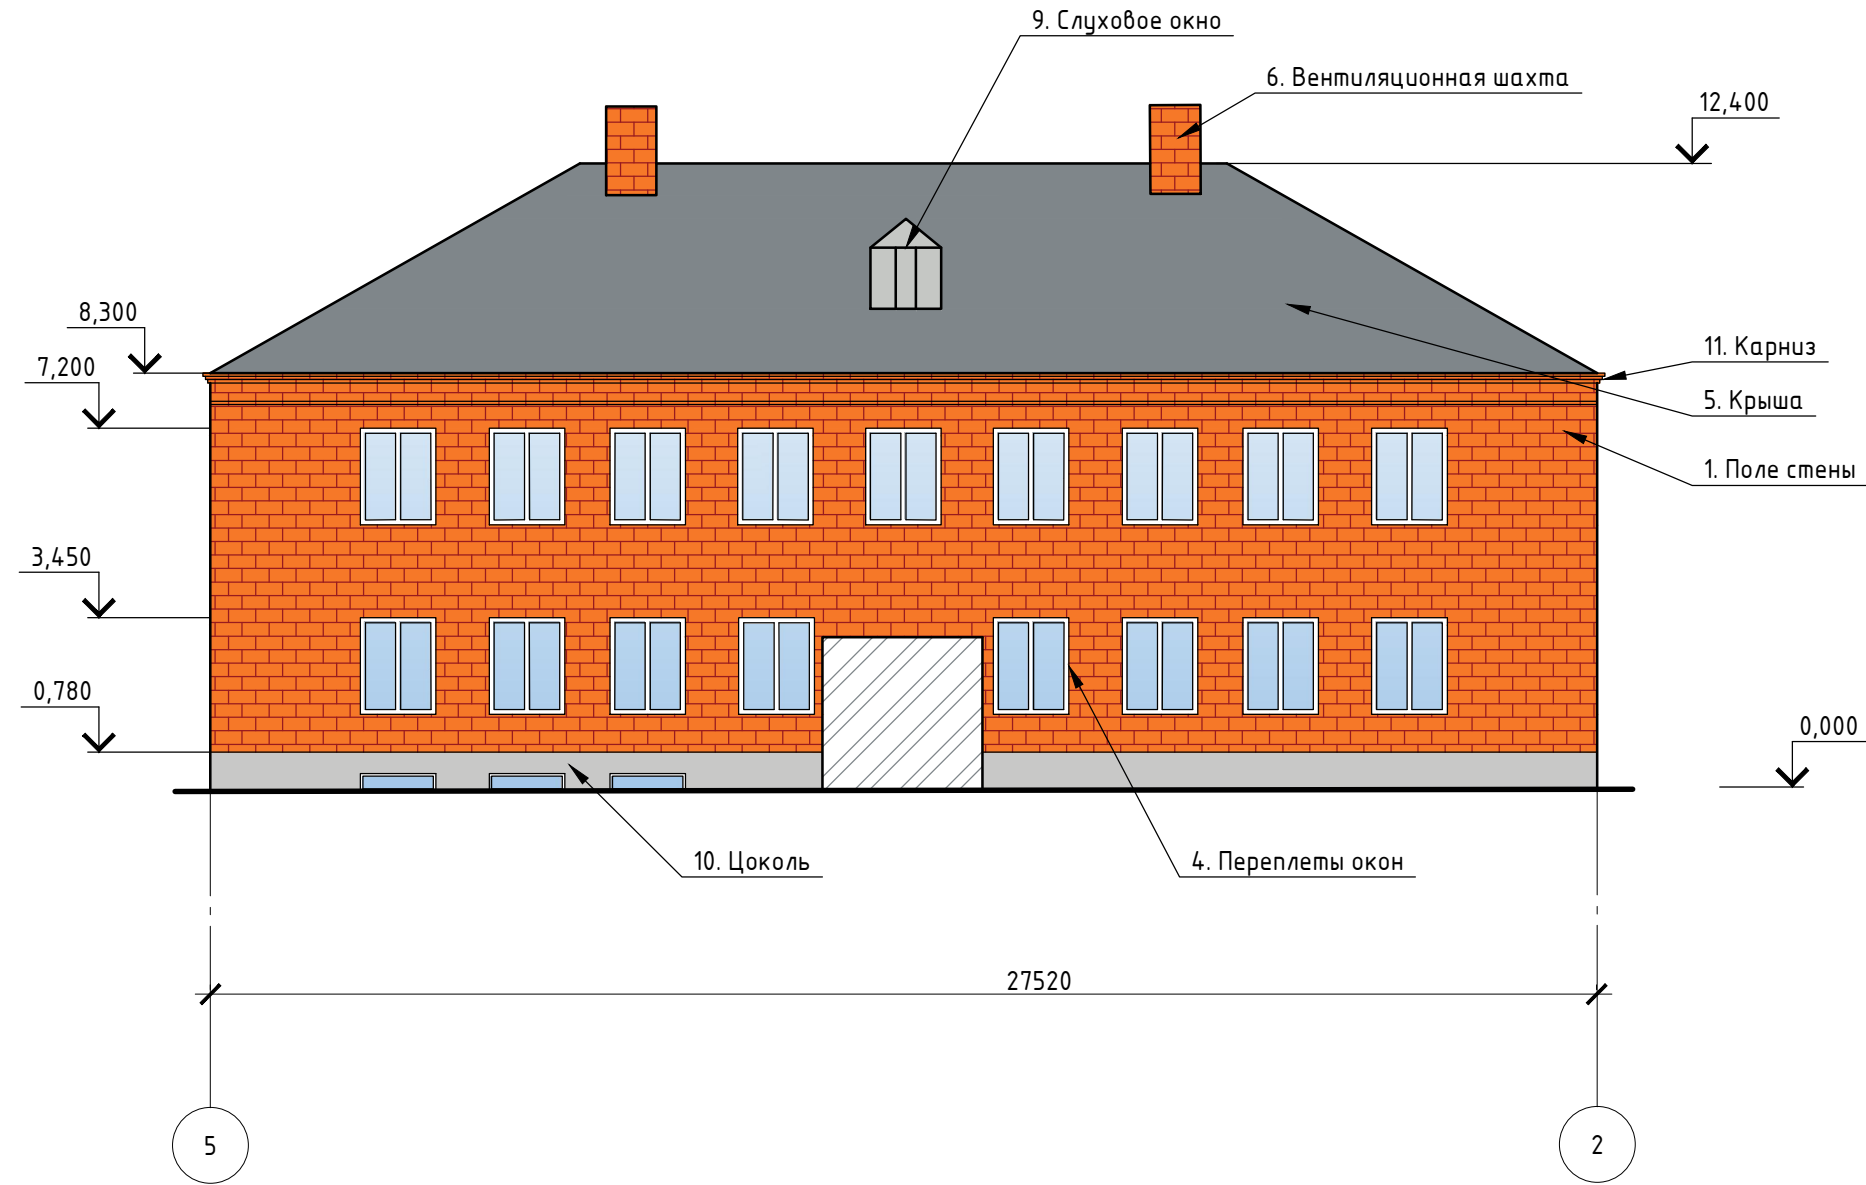 9. Слуховое окно
6. Вентиляционная шахта
12,400
8,300
11. Карниз
7,200
5. Крыша
1. Поле стены
3,450
0,780
0,000
10. Цоколь
4. Переплеты окон
27520
5
2